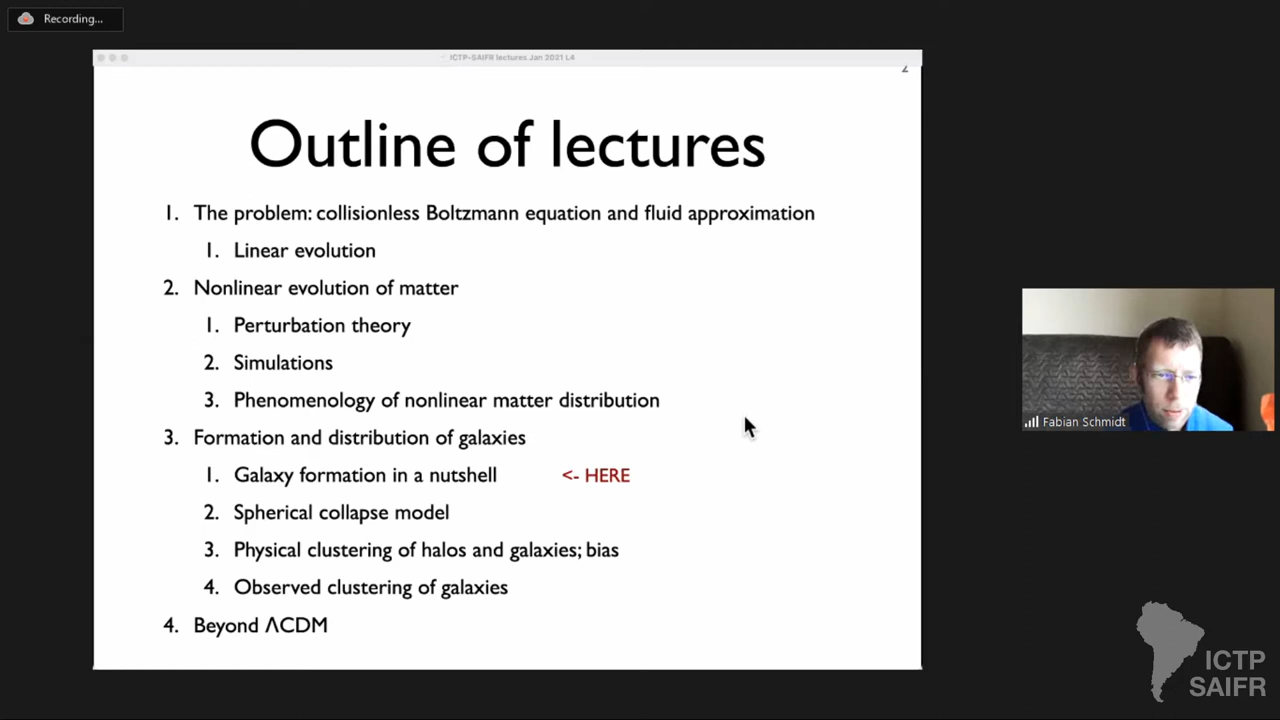 Recording...
ICTP-SAIFR lectures Jan 2021 L4
2
Outline of lectures
1. The problem: collisionless Boltzmann equation and fluid approximation
1. Linear evolution
2. Nonlinear evolution of matter
1. Perturbation theory
2. Simulations
3. Phenomenology of nonlinear matter distribution
3. Formation and distribution of galaxies
1. Galaxy formation in a nutshell <- HERE
2. Spherical collapse model
3. Physical clustering of halos and galaxies; bias
4. Observed clustering of galaxies
4. Beyond ΛCDM
Fabian Schmidt
ICTP
SAIFR